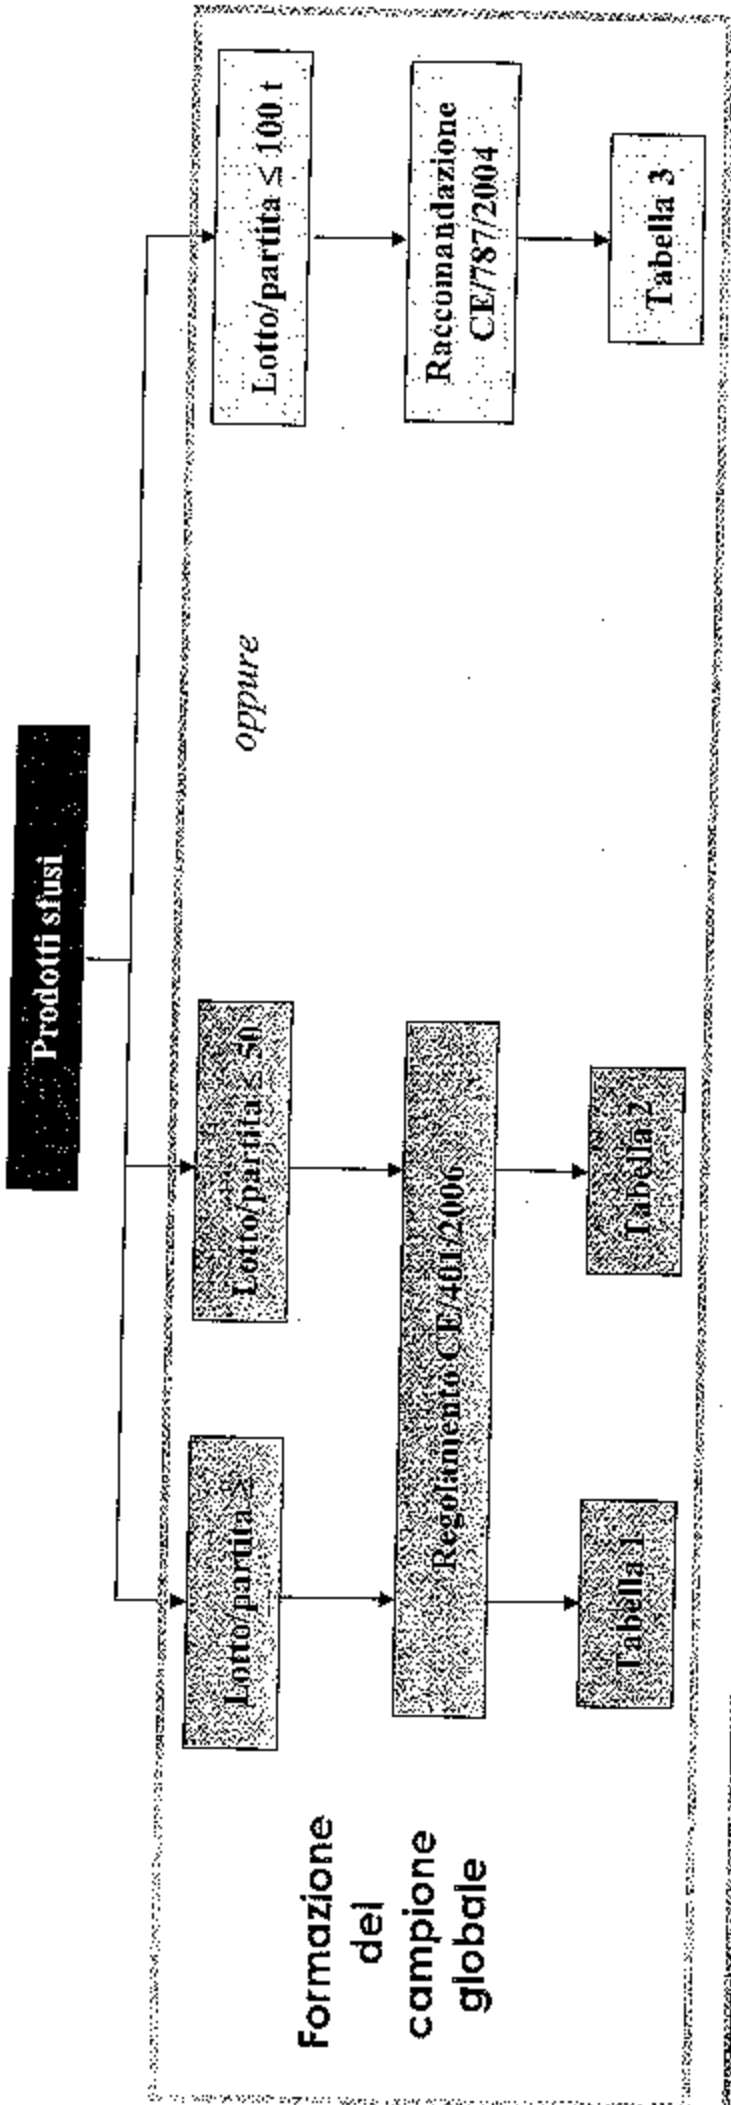 Prodotti sfusi
Lotto/partita
Lotto/partita ≤ 50
oppure
Lotto/partita ≤ 100 t
Formazione
del
campione
globale
Regolamento CE/401/2006
Raccomandazione
CE/787/2004
Tabella 1
Tabella 2
Tabella 3